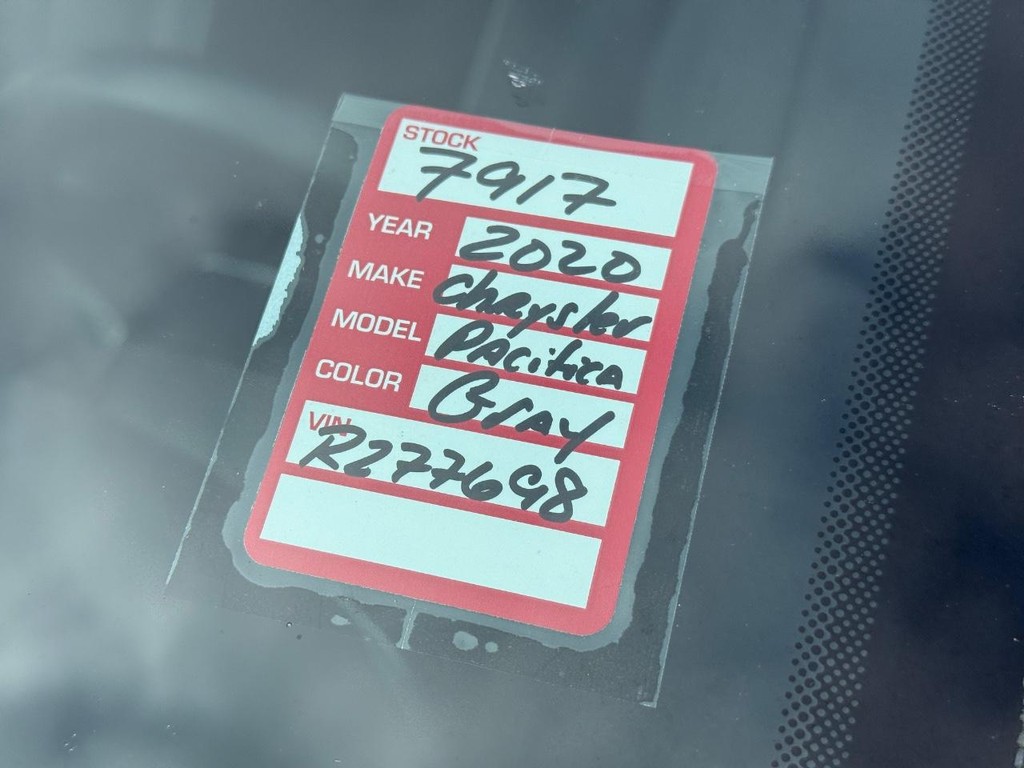 STOCK
7917
YEAR 2020
MAKE Chrysler
MODEL PAcifica
COLOR GrAy
VIN
R277698